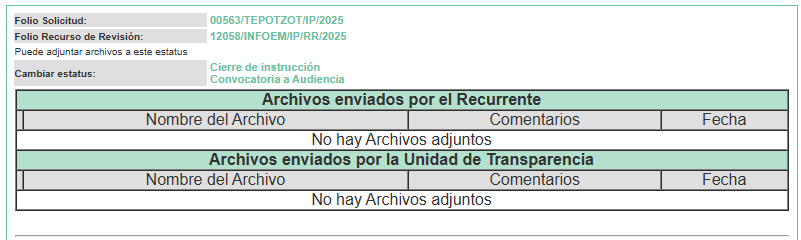 Folio Solicitud: 00563/TEPOTZOT/IP/2025
Folio Recurso de Revisión: 12058/INFOEM/IP/RR/2025
Puede adjuntar archivos a este estatus
Cambiar estatus: Cierre de instrucción
Convocatoria a Audiencia
Archivos enviados por el Recurrente
Nombre del Archivo Comentarios Fecha
No hay Archivos adjuntos
Archivos enviados por la Unidad de Transparencia
Nombre del Archivo Comentarios Fecha
No hay Archivos adjuntos